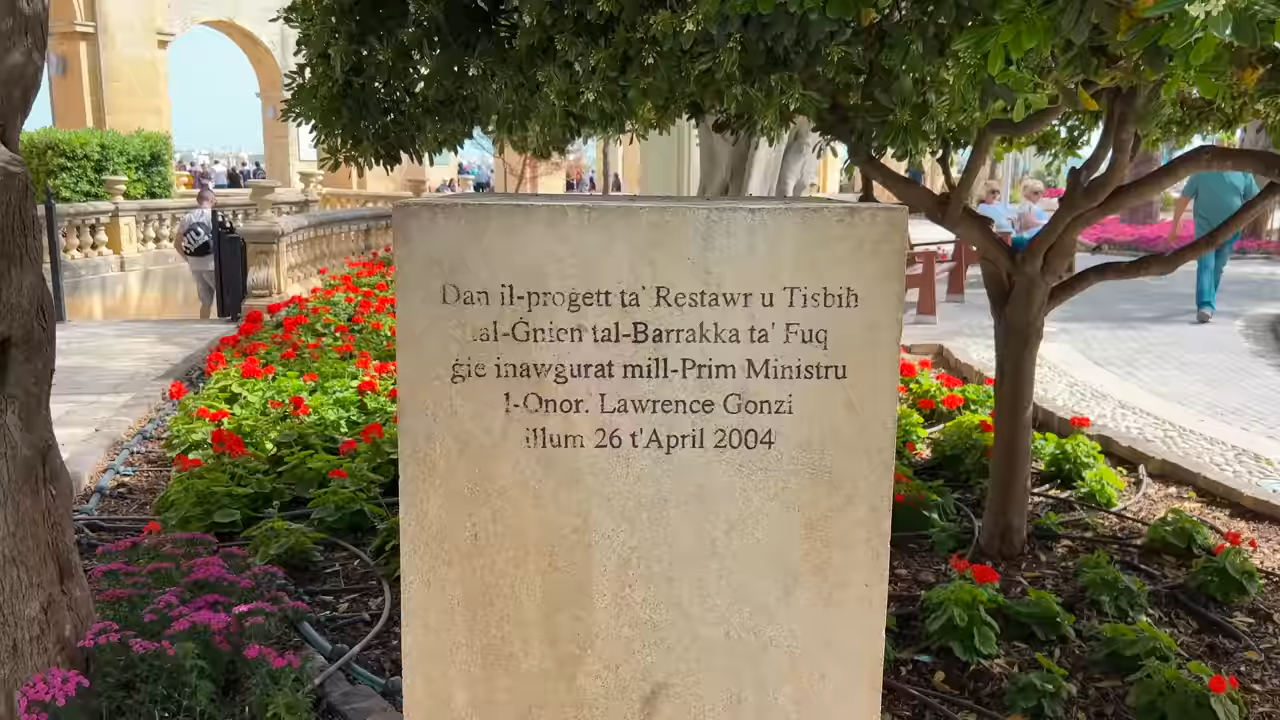 Dan il-proġett ta' Restawr u Tisbiħ
tal-Ġnien tal-Barrakka ta' Fuq
ġie inawgurat mill-Prim Ministru
l-Onor. Lawrence Gonzi
illum 26 t'April 2004